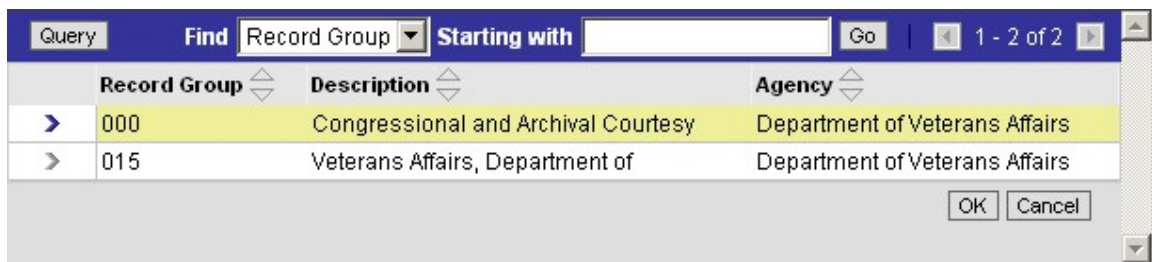 Query Find Record Group Starting with Go 1 - 2 of 2
Record Group Description Agency
000 Congressional and Archival Courtesy Department of Veterans Affairs
015 Veterans Affairs, Department of Department of Veterans Affairs
OK Cancel